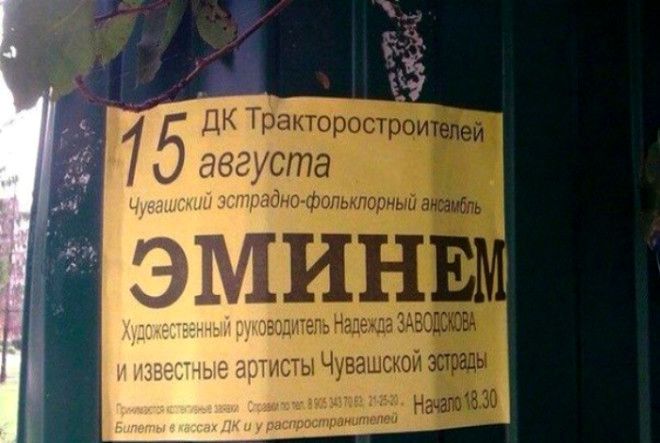 15 ДК Тракторостроителей
августа
Чувашский эстрадно-фольклорный ансамбль
ЭМИНЕМ
Художественный руководитель Надежда ЗАВОДСКОВА
и известные артисты Чувашской эстрады
Принимаются коллективные заявки Справки по тел. 8 905 343 70 63, 21-25-20. Начало 18.30
Билеты в кассах ДК и у распространителей